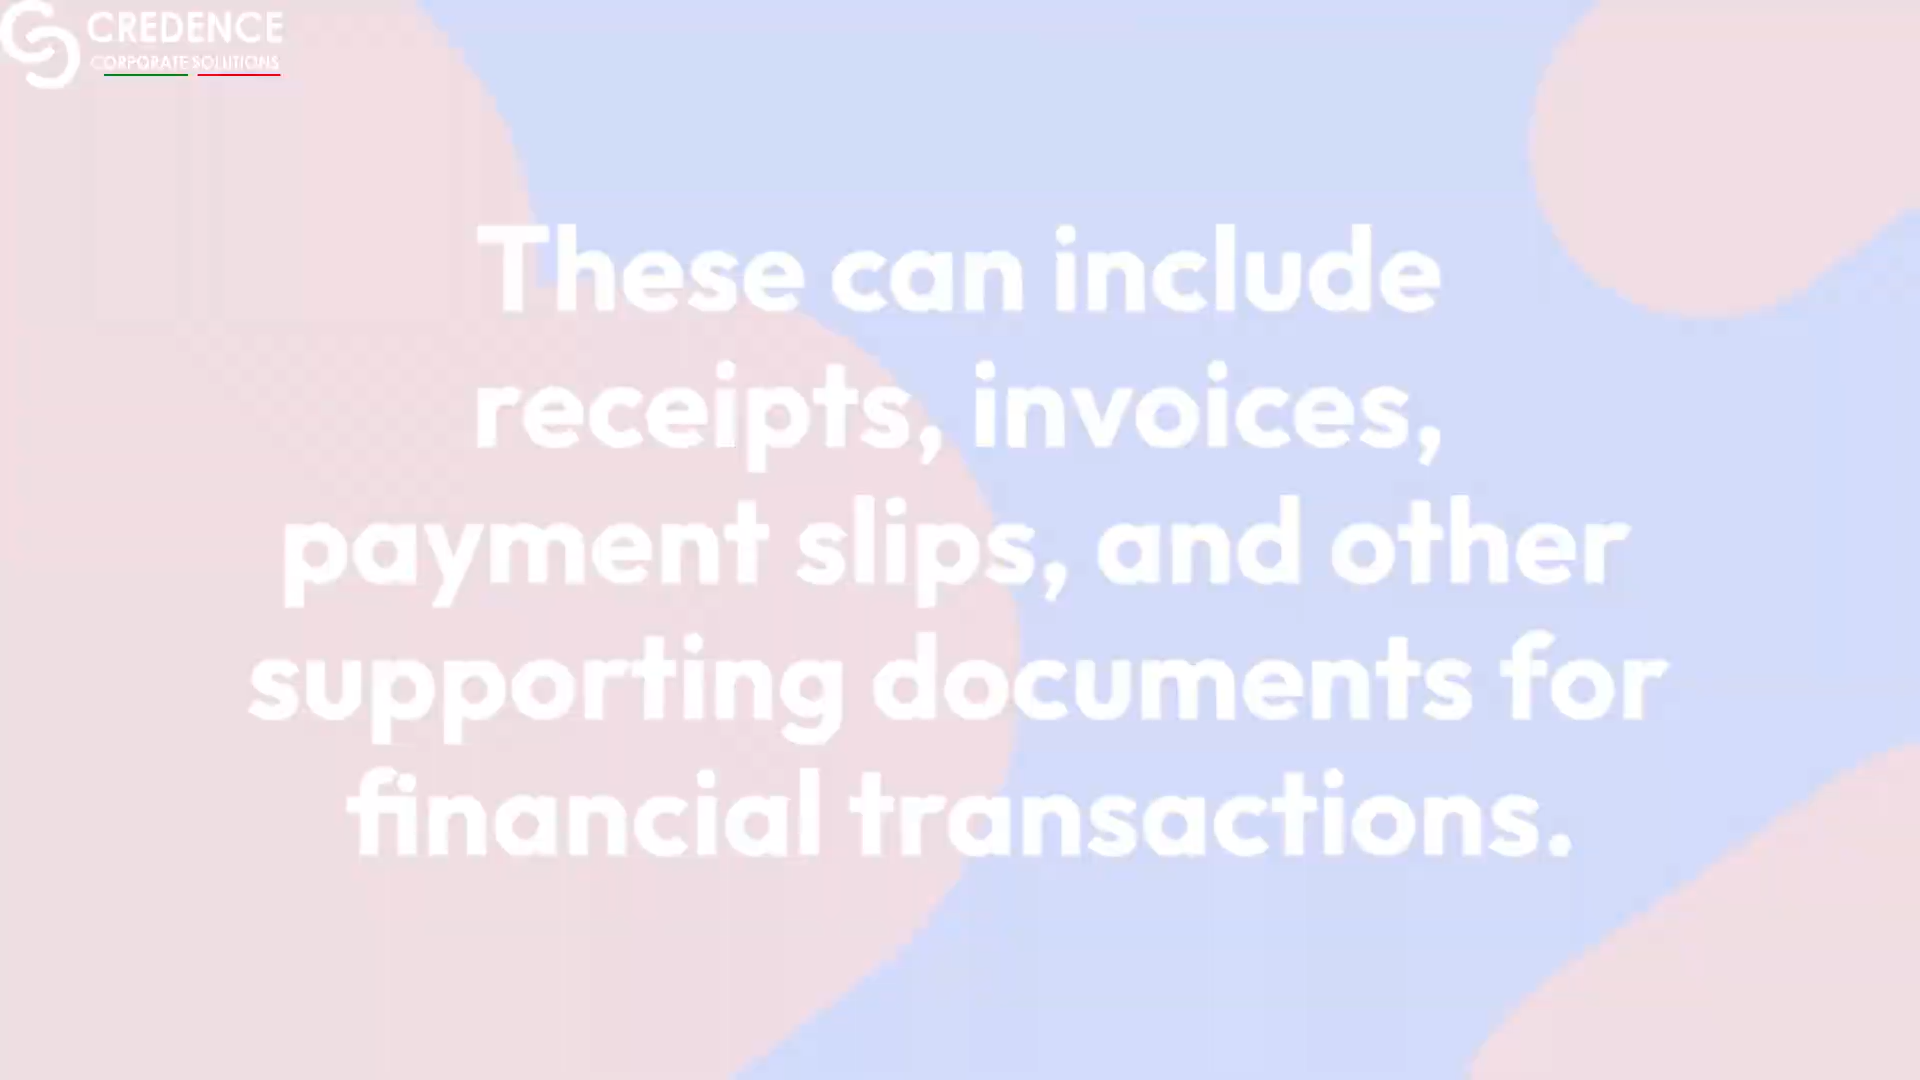 CREDENCE
CORPORATE SOLUTIONS
These can include
receipts, invoices,
payment slips, and other
supporting documents for
financial transactions.